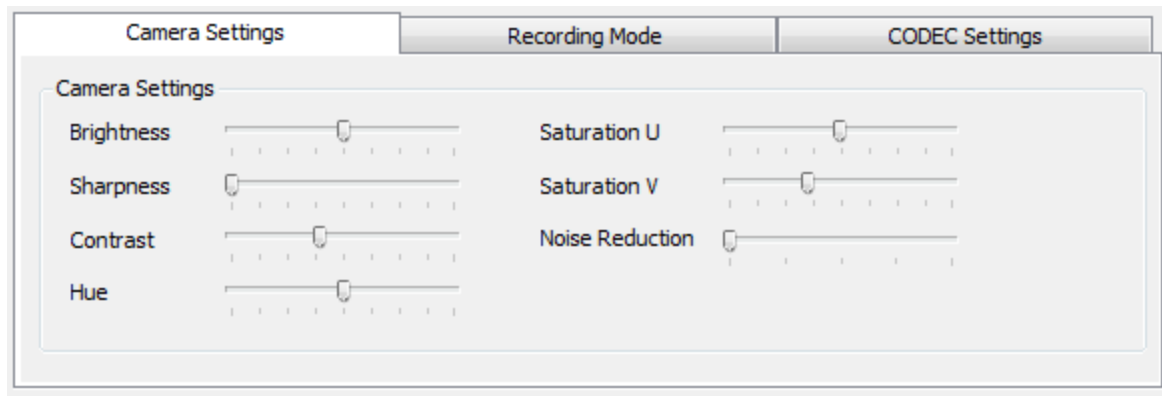 Camera Settings
Recording Mode
CODEC Settings
Camera Settings
Brightness
Sharpness
Contrast
Hue
Saturation U
Saturation V
Noise Reduction